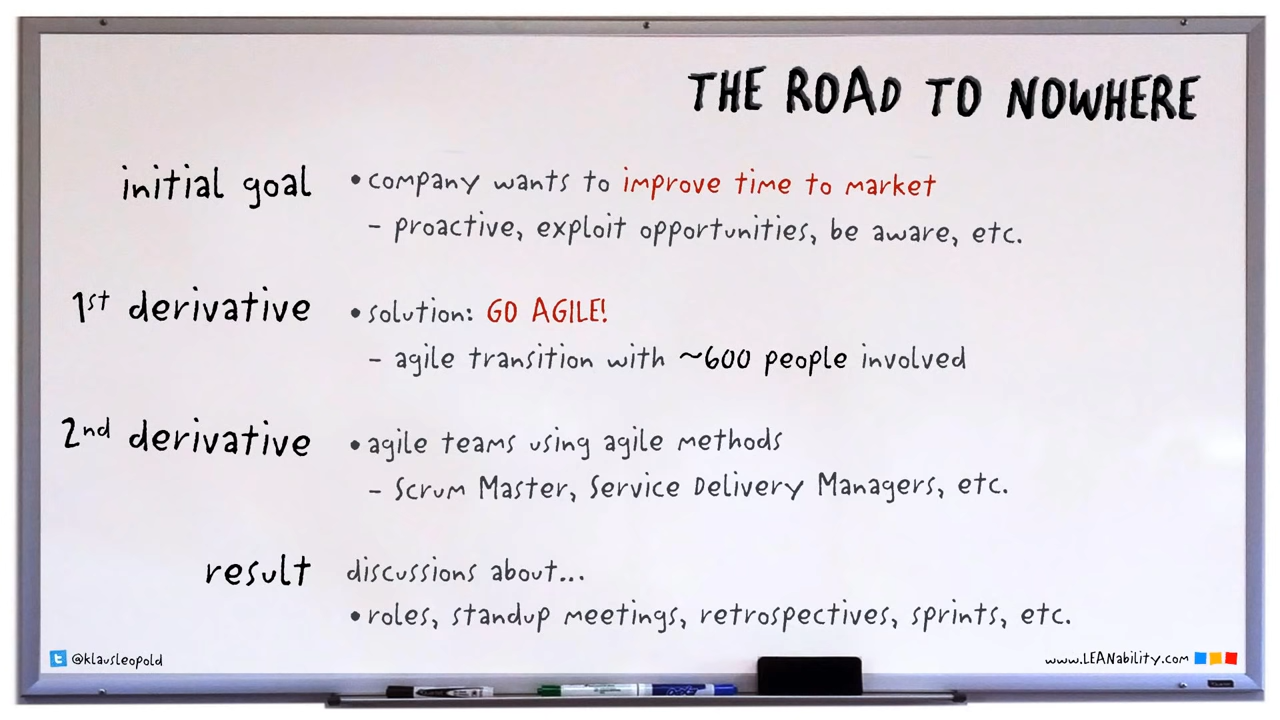 THE ROAD TO NOWHERE
initial goal
• company wants to improve time to market
– proactive, exploit opportunities, be aware, etc.
1st derivative
• solution: GO AGILE!
– agile transition with ~600 people involved
2nd derivative
• agile teams using agile methods
– Scrum Master, Service Delivery Managers, etc.
result
discussions about...
• roles, standup meetings, retrospectives, sprints, etc.
@klausleopold
www.LEANability.com